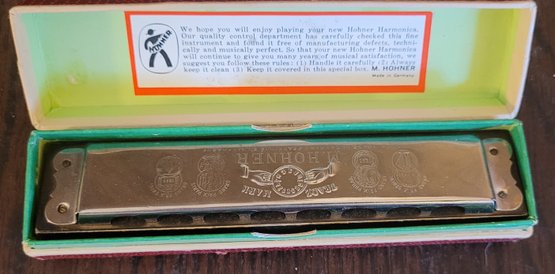 We hope you will enjoy playing your new Hohner Harmonica.
Our quality control department has carefully checked this fine
instrument and found it free of manufacturing defects, techni-
cally and musically perfect. So that your new Hohner Harmonica
will continue to give you many years of musical satisfaction, we
suggest you follow these rules: (1) Handle it carefully (2) Always
keep it clean (3) Keep it covered in this special box. M. HOHNER
Made in Germany
HOHNER
M. HOHNER
TRADE MARK